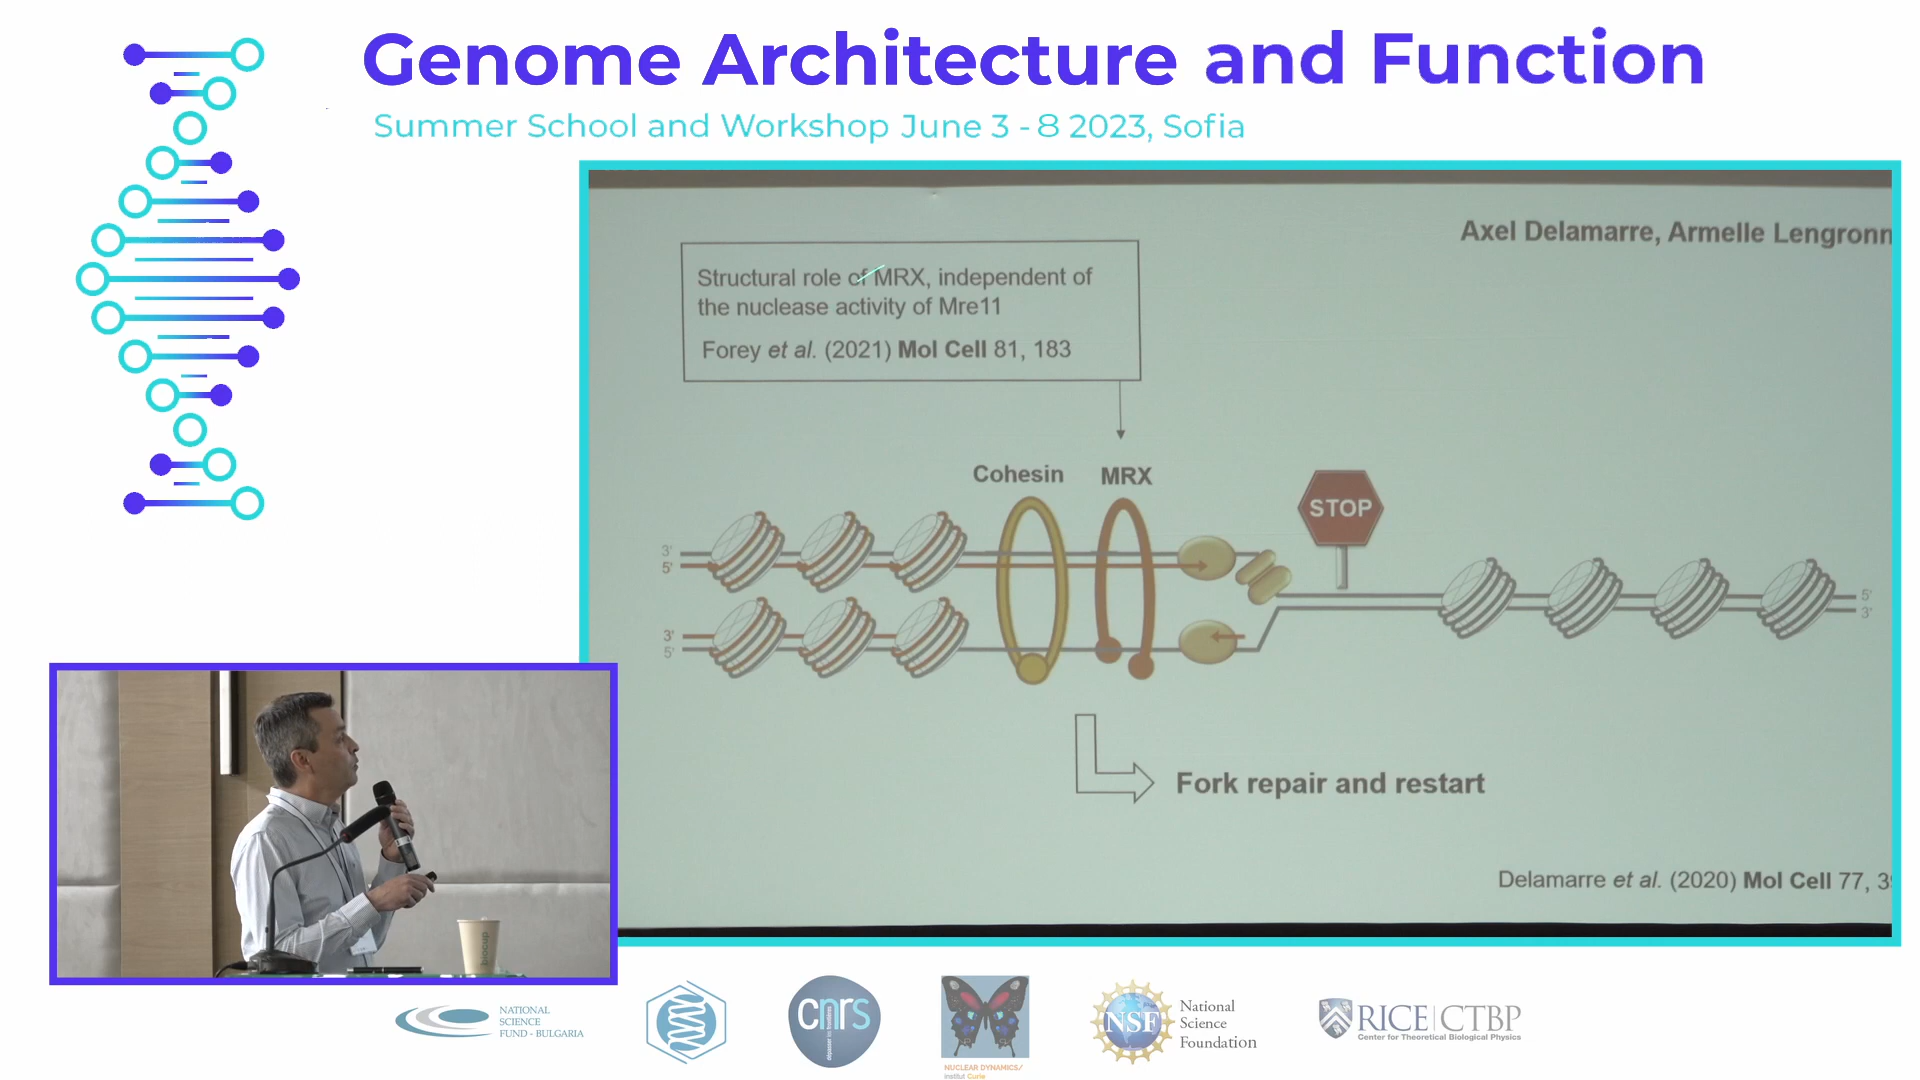 Genome Architecture and Function
Summer School and Workshop June 3 - 8 2023, Sofia
Axel Delamarre, Armelle Lengronn
Structural role of MRX, independent of
the nuclease activity of Mre11
Forey et al. (2021) Mol Cell 81, 183
Cohesin MRX
STOP
3'
5'
3'
5'
5'
3'
Fork repair and restart
Delamarre et al. (2020) Mol Cell 77, 3
biocup
NATIONAL
SCIENCE
FUND - BULGARIA
cnrs
NUCLEAR DYNAMICS/
institut Curie
NSF
National
Science
Foundation
RICE | CTBP
Center for Theoretical Biological Physics